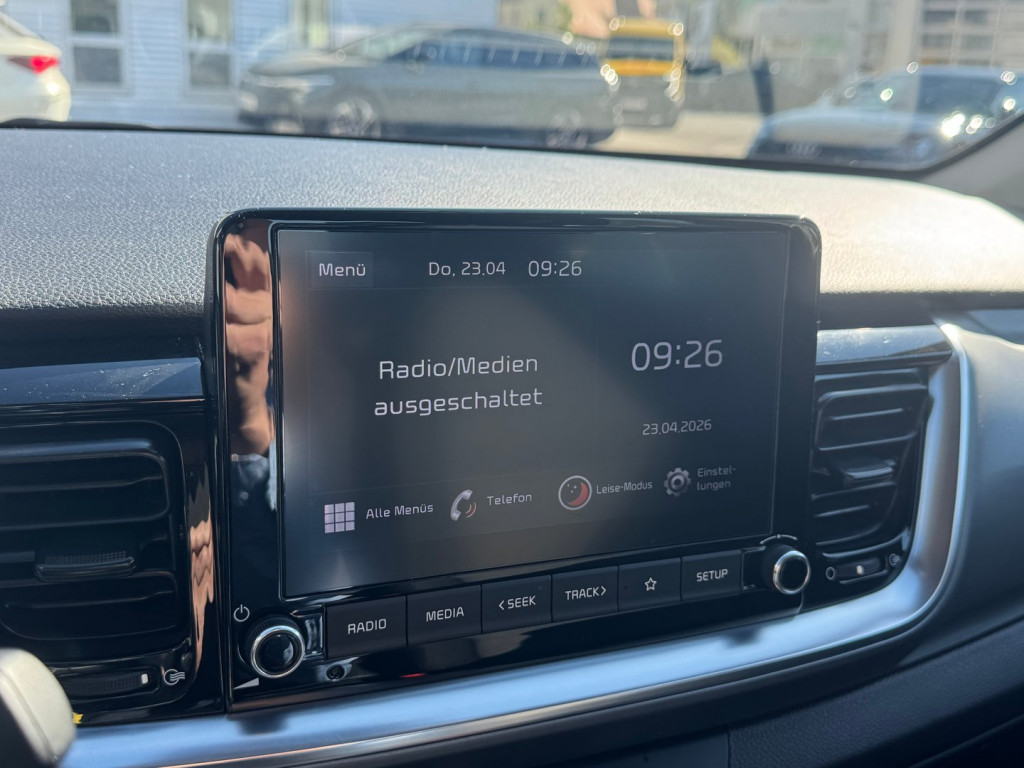 Menü
Do, 23.04 09:26
Radio/Medien
ausgeschaltet
09:26
23.04.2026
Alle Menüs
Telefon
Leise-Modus
Einstel-
lungen
RADIO
MEDIA
< SEEK
TRACK >
SETUP